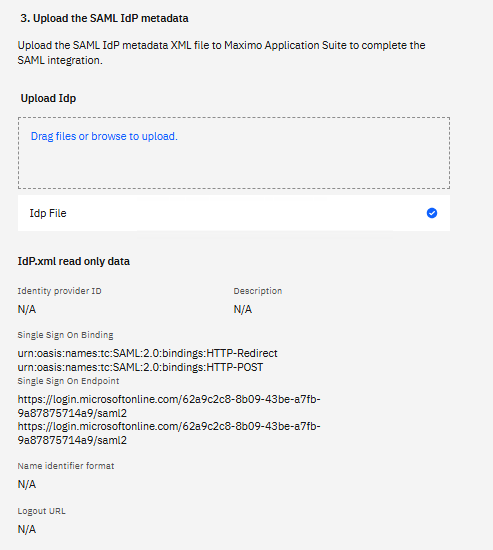 3. Upload the SAML IdP metadata
Upload the SAML IdP metadata XML file to Maximo Application Suite to complete the
SAML integration.
Upload Idp
Drag files or browse to upload.
Idp File
IdP.xml read only data
Identity provider ID
Description
N/A
N/A
Single Sign On Binding
urn:oasis:names:tc:SAML:2.0:bindings:HTTP-Redirect
urn:oasis:names:tc:SAML:2.0:bindings:HTTP-POST
Single Sign On Endpoint
https://login.microsoftonline.com/62a9c2c8-8b09-43be-a7fb-
9a87875714a9/saml2
https://login.microsoftonline.com/62a9c2c8-8b09-43be-a7fb-
9a87875714a9/saml2
Name identifier format
N/A
Logout URL
N/A